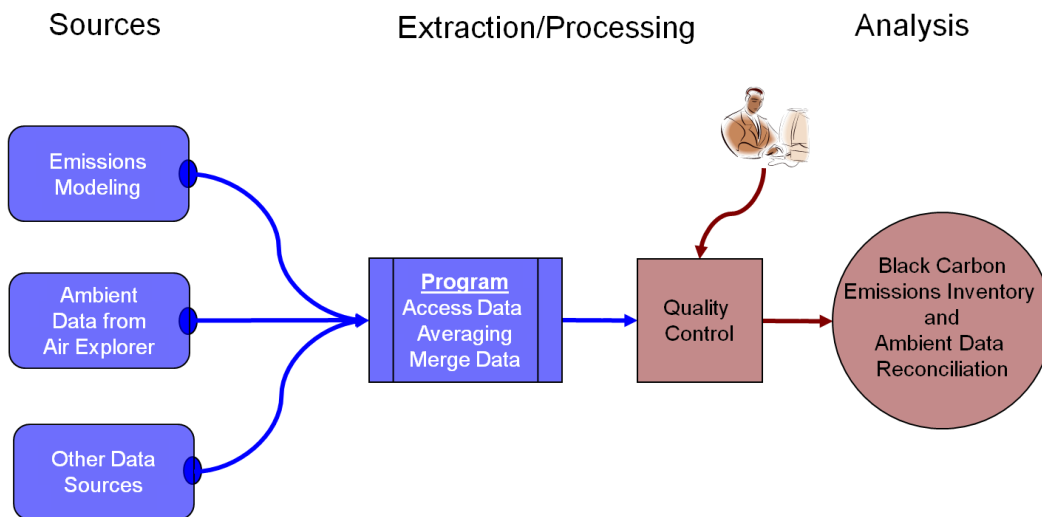 Sources
Extraction/Processing
Analysis
Emissions
Modeling
Ambient
Data from
Air Explorer
Other Data
Sources
Program
Access Data
Averaging
Merge Data
Quality
Control
Black Carbon
Emissions Inventory
and
Ambient Data
Reconciliation